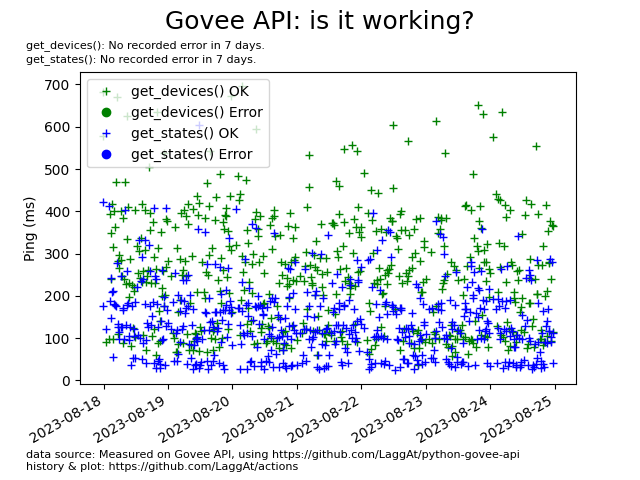 Govee API: is it working?
get_devices(): No recorded error in 7 days.
get_states(): No recorded error in 7 days.
get_devices() OK
get_devices() Error
get_states() OK
get_states() Error
Ping (ms)
700
600
500
400
300
200
100
0
2023-08-18
2023-08-19
2023-08-20
2023-08-21
2023-08-22
2023-08-23
2023-08-24
2023-08-25
data source: Measured on Govee API, using https://github.com/LaggAt/python-govee-api
history & plot: https://github.com/LaggAt/actions